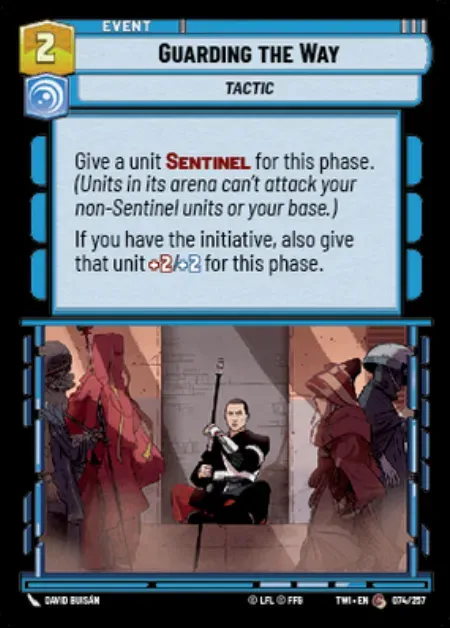 EVENT
2
GUARDING THE WAY
TACTIC
Give a unit SENTINEL for this phase.
(Units in its arena can't attack your
non-Sentinel units or your base.)
If you have the initiative, also give
that unit +2/+2 for this phase.
DAVID BUISÁN
© LFL © FFG
TWI • EN
074/257